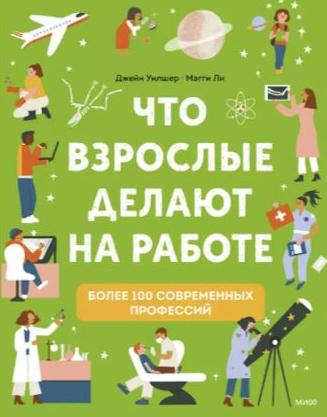 Джейн Уилшер · Магги Ли
ЧТО
ВЗРОСЛЫЕ
ДЕЛАЮТ
НА РАБОТЕ
БОЛЕЕ 100 СОВРЕМЕННЫХ
ПРОФЕССИЙ
МИФ